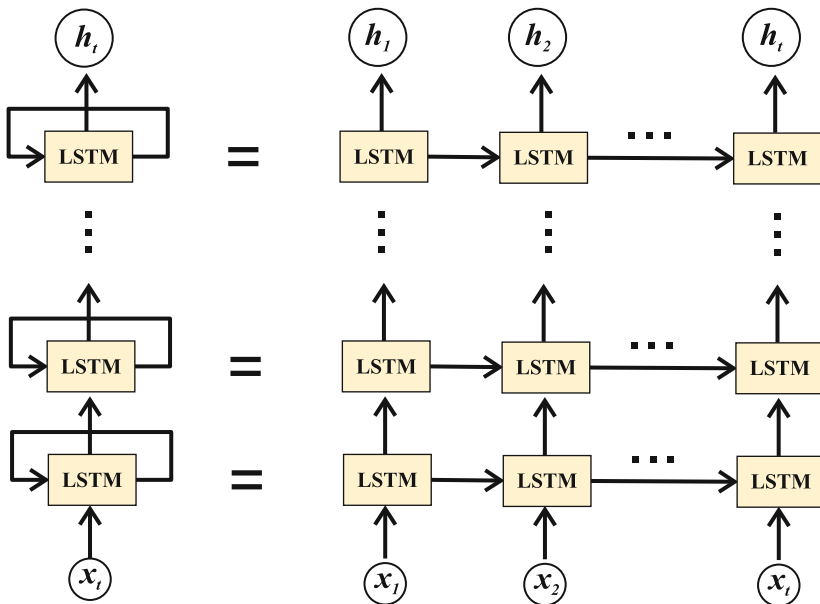 h_t h_1 h_2 h_t
LSTM = LSTM LSTM ... LSTM
LSTM = LSTM LSTM ... LSTM
LSTM = LSTM LSTM ... LSTM
x_t x_1 x_2 x_t